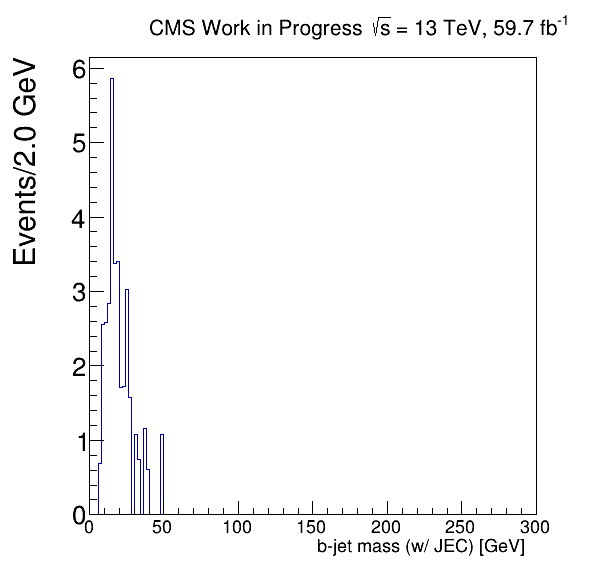 CMS Work in Progress √s = 13 TeV, 59.7 fb⁻¹
Events/2.0 GeV
6
5
4
3
2
1
0
0 50 100 150 200 250 300
b-jet mass (w/ JEC) [GeV]